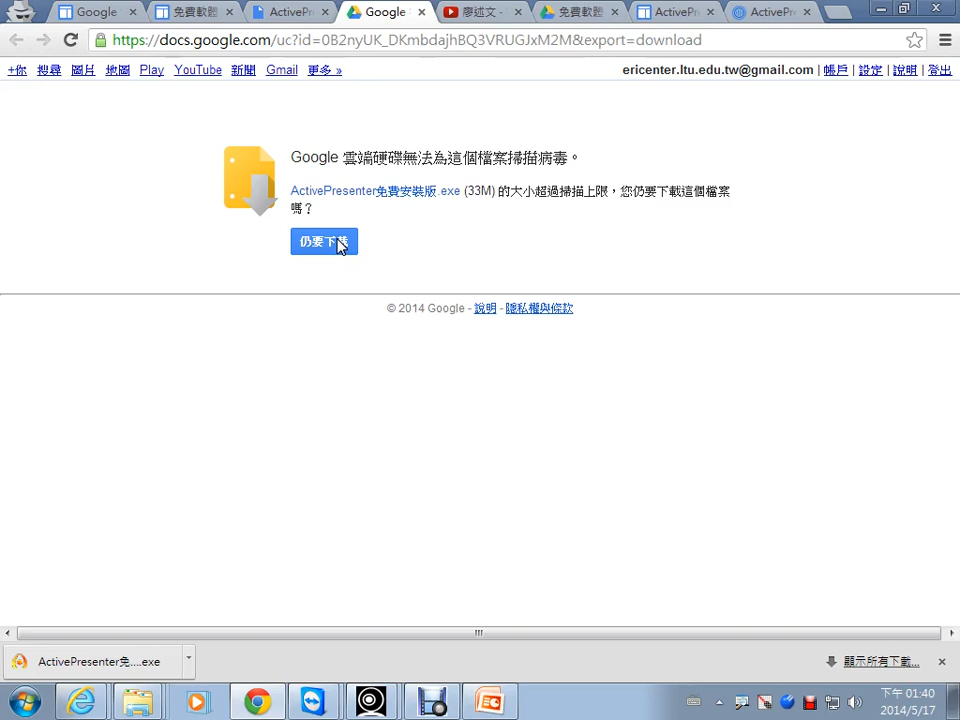 Google
免費軟體
ActivePr
Google
廖述文 -
免費軟體
ActivePr
ActivePr
https://docs.google.com/uc?id=0B2nyUK_DKmbdajhBQ3VRUGJxM2M&export=download
+你 搜尋 圖片 地圖 Play YouTube 新聞 Gmail 更多 »
ericenter.ltu.edu.tw@gmail.com | 帳戶 | 設定 | 說明 | 登出
Google 雲端硬碟無法為這個檔案掃描病毒。
ActivePresenter免費安裝版.exe (33M) 的大小超過掃描上限，您仍要下載這個檔案
嗎？
仍要下載
© 2014 Google - 說明 - 隱私權與條款
ActivePresenter免....exe
顯示所有下載...
下午 01:40
2014/5/17